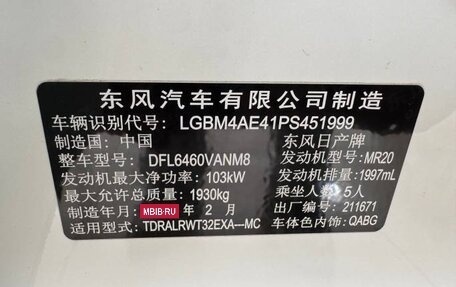 东风汽车有限公司制造
车辆识别代号: LGBM4AE41PS451999
制造国: 中国 东风日产牌
整车型号: DFL6460VANM8 发动机型号: MR20
发动机最大净功率: 103kW 发动机排量: 1997mL
最大允许总质量: 1930kg 乘坐人数: 5人
制造年月: MBIB·RU 年 2 月 出厂编号: 211671
适用型式: TDRALRWT32EXA---MC 车体色内饰: QABG